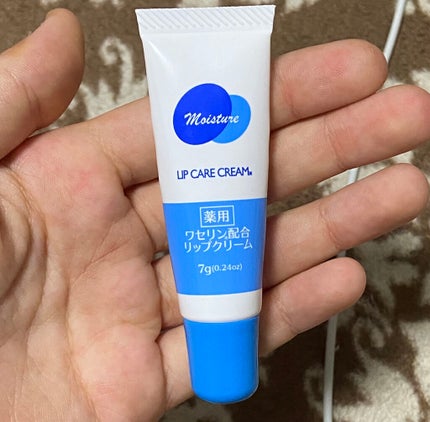 Moisture
LIP CARE CREAM
薬用
ワセリン配合
リップクリーム
7g(0.24oz)